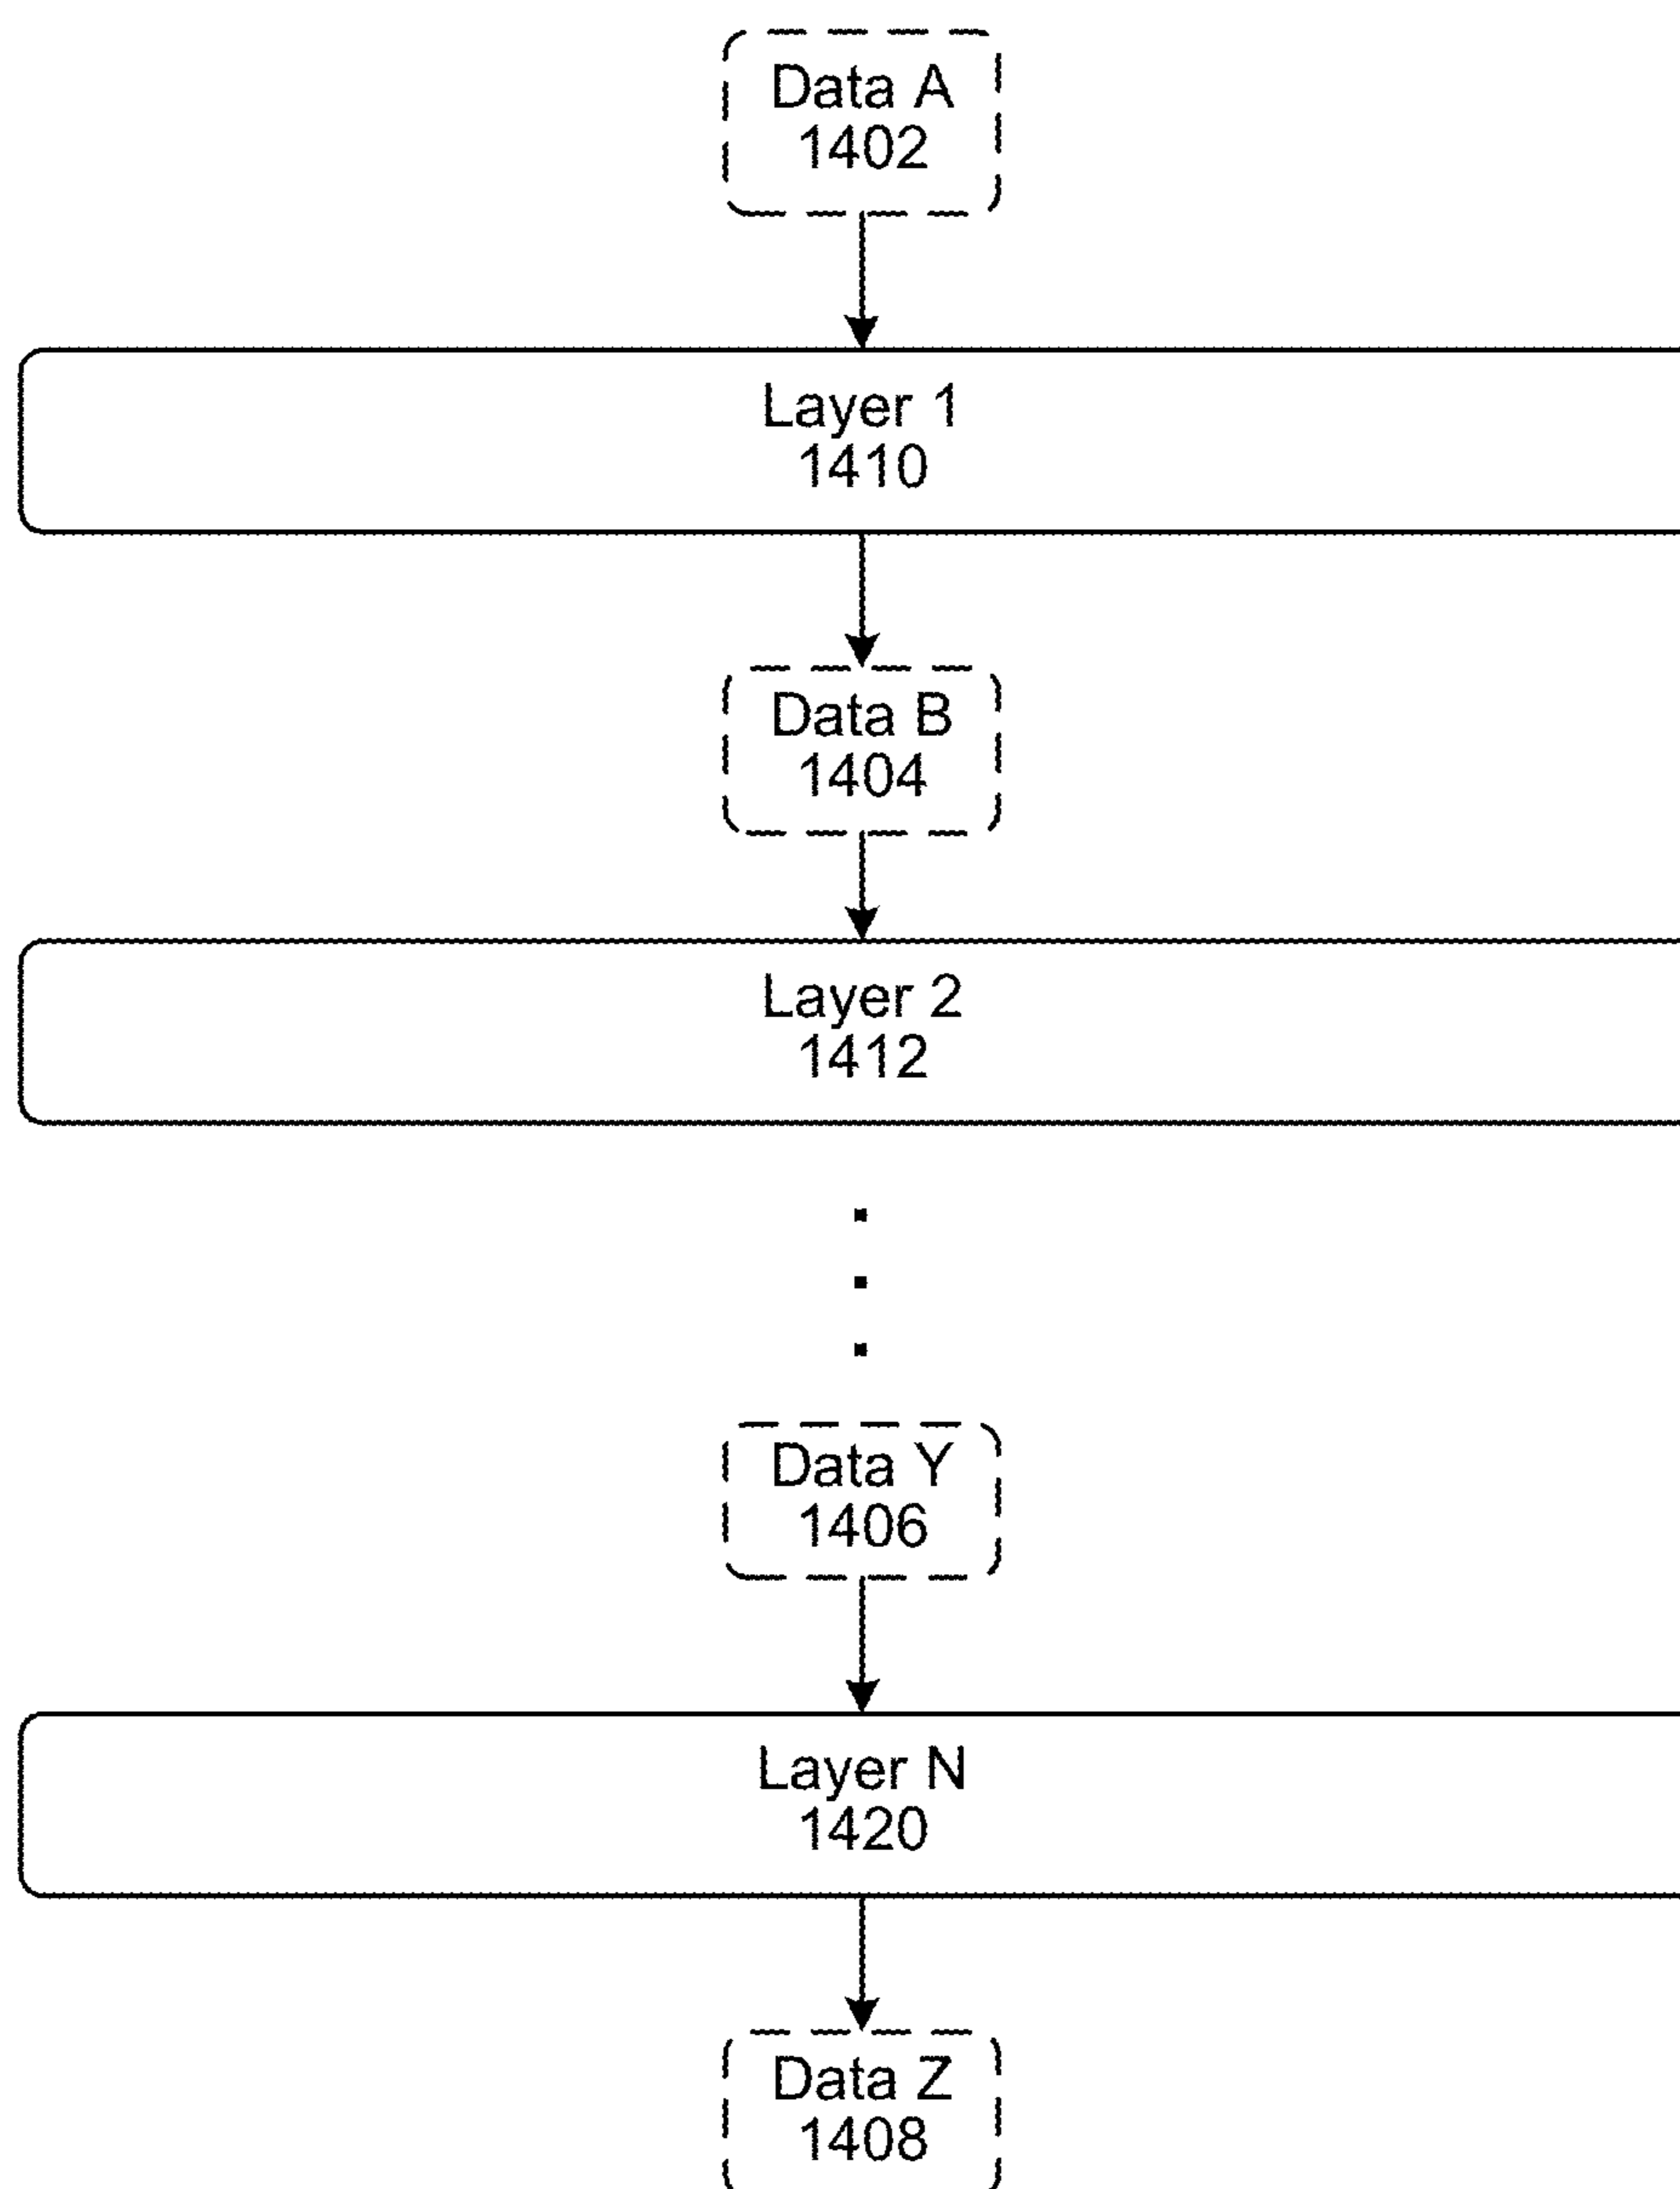 Data A
1402
Layer 1
1410
Data B
1404
Layer 2
1412
Data Y
1406
Layer N
1420
Data Z
1408